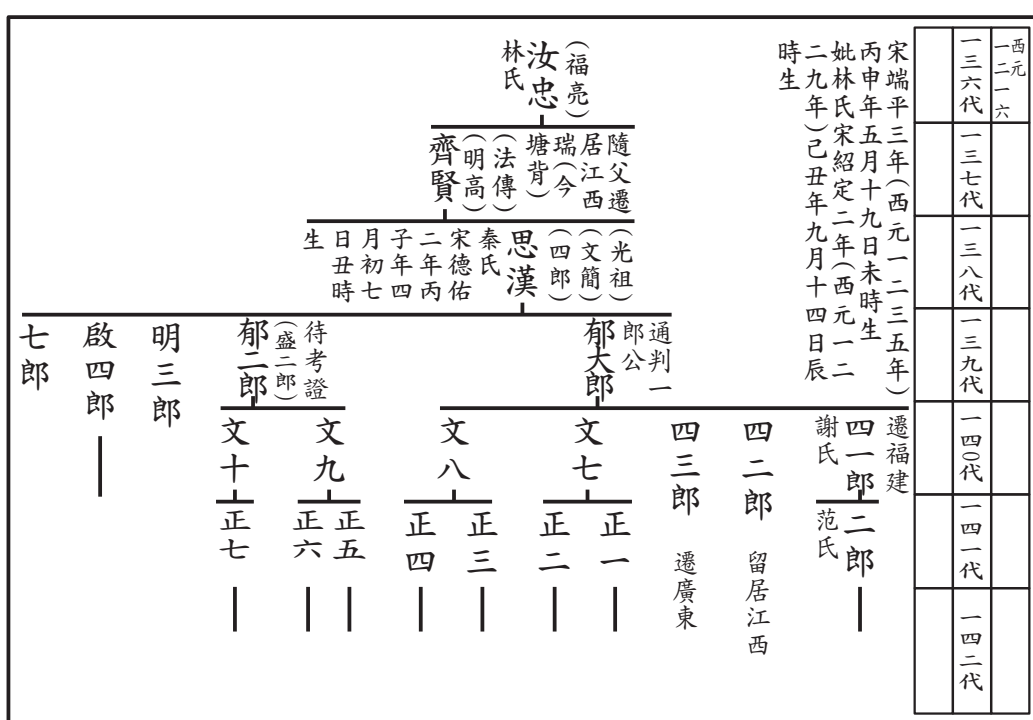 西元
一二一六
一三六代
一三七代
一三八代
一三九代
一四〇代
一四一代
一四二代
宋端平三年(西元一二三五年)
丙申年五月十九日未時生
妣林氏宋紹定二年(西元一二
二九年)己丑年九月十四日辰
時生
(福亮)
汝忠
林氏
隨父遷
居江西
瑞(今
塘背)
(法傳)
(明高)
齊賢
(光祖)
(文簡)
(四郎)
思漢
秦氏
宋德佑
二年丙
子年四
月初七
日丑時
生
通判一
郎公
郁大郎
待考證
(盛二郎)
郁二郎
明三郎
啟四郎
七郎
遷福建
四一郎
謝氏
四二郎
留居江西
四三郎
遷廣東
文七
文八
文九
文十
二郎
范氏
正一
正二
正三
正四
正五
正六
正七